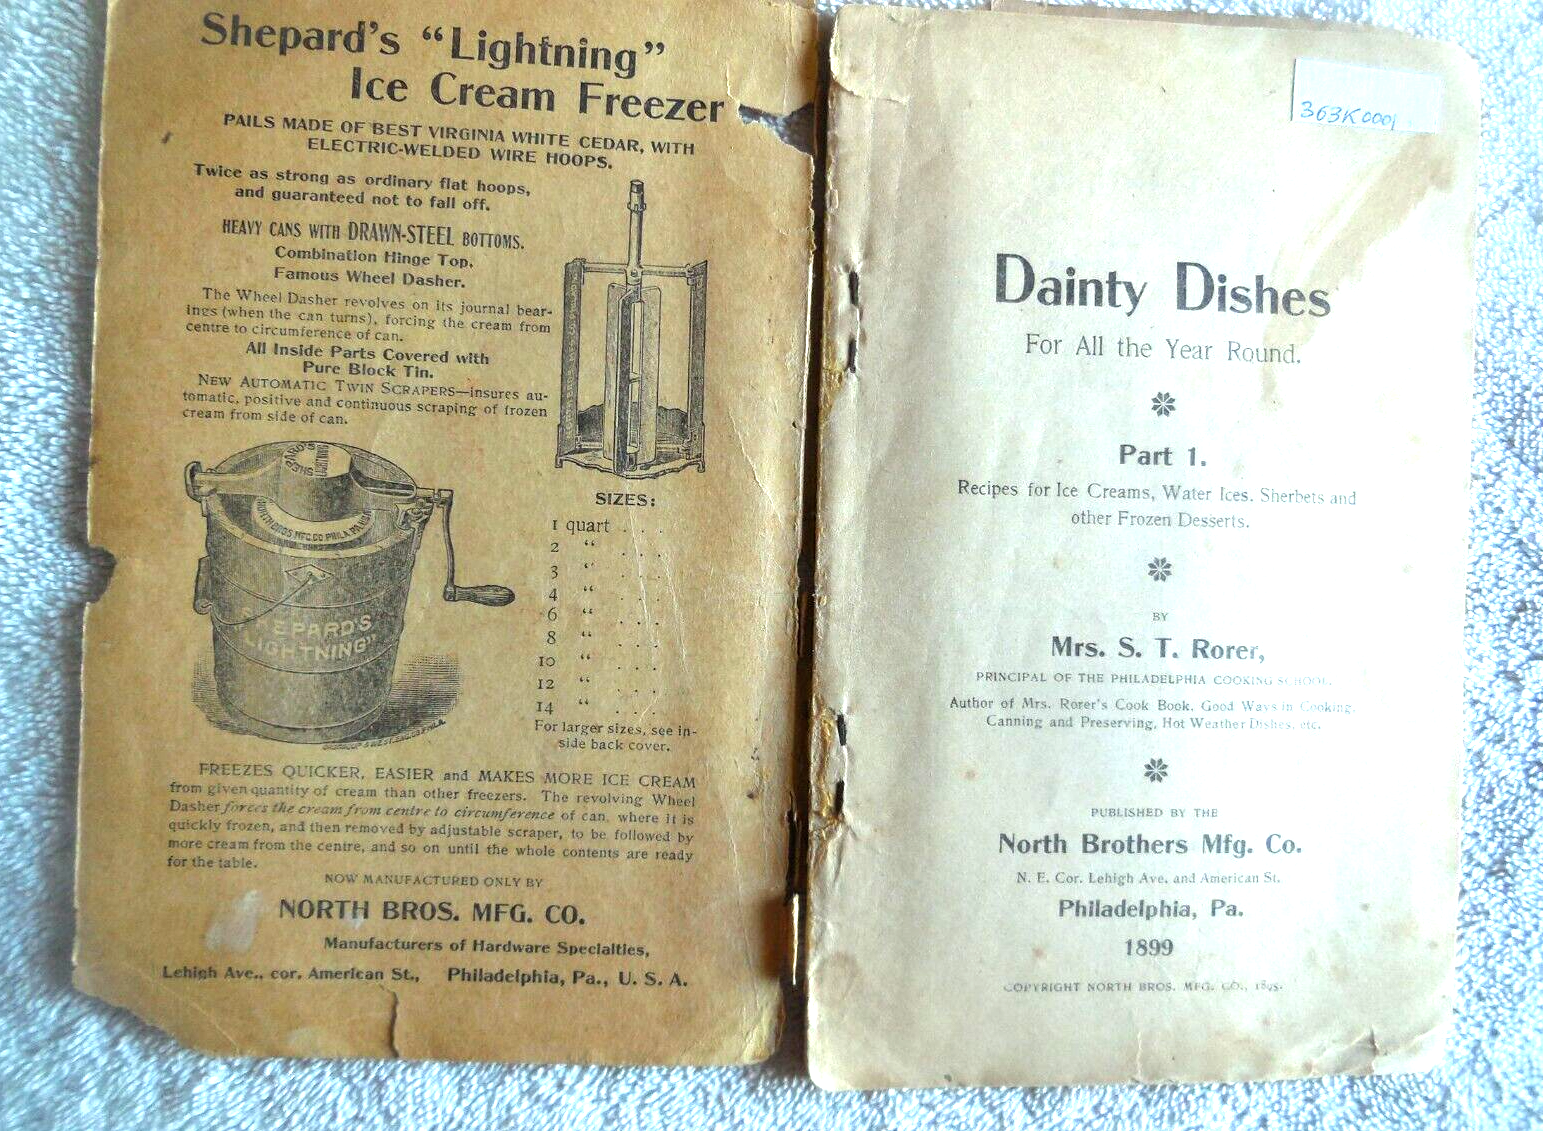 Shepard's “Lightning”
Ice Cream Freezer
PAILS MADE OF BEST VIRGINIA WHITE CEDAR, WITH
ELECTRIC-WELDED WIRE HOOPS.
Twice as strong as ordinary flat hoops,
and guaranteed not to fall off.
HEAVY CANS WITH DRAWN-STEEL BOTTOMS.
Combination Hinge Top.
Famous Wheel Dasher.
The Wheel Dasher revolves on its journal bear-
ings (when the can turns), forcing the cream from
centre to circumference of can.
All Inside Parts Covered with
Pure Block Tin.
NEW AUTOMATIC TWIN SCRAPERS—insures au-
tomatic, positive and continuous scraping of frozen
cream from side of can.
NORTH BROS MFG.CO PHILA. PA.
SHEPARD'S
“LIGHTNING”
SIZES:
1 quart . . .
2 “ . . .
3 “ . . .
4 “ . . .
6 “ . . .
8 “ . . .
10 “ . . .
12 “ . . .
14 “ . . .
For larger sizes, see in-
side back cover.
FREEZES QUICKER, EASIER and MAKES MORE ICE CREAM
from given quantity of cream than other freezers. The revolving Wheel
Dasher forces the cream from centre to circumference of can, where it is
quickly frozen, and then removed by adjustable scraper, to be followed by
more cream from the centre, and so on until the whole contents are ready
for the table.
NOW MANUFACTURED ONLY BY
NORTH BROS. MFG. CO.
Manufacturers of Hardware Specialties,
Lehigh Ave., cor. American St., Philadelphia, Pa., U. S. A.
363K0001
Dainty Dishes
For All the Year Round.
Part 1.
Recipes for Ice Creams, Water Ices, Sherbets and
other Frozen Desserts.
BY
Mrs. S. T. Rorer,
PRINCIPAL OF THE PHILADELPHIA COOKING SCHOOL,
Author of Mrs. Rorer's Cook Book, Good Ways in Cooking,
Canning and Preserving, Hot Weather Dishes, etc.
PUBLISHED BY THE
North Brothers Mfg. Co.
N. E. Cor. Lehigh Ave. and American St.
Philadelphia, Pa.
1899
COPYRIGHT NORTH BROS. MFG. CO.,